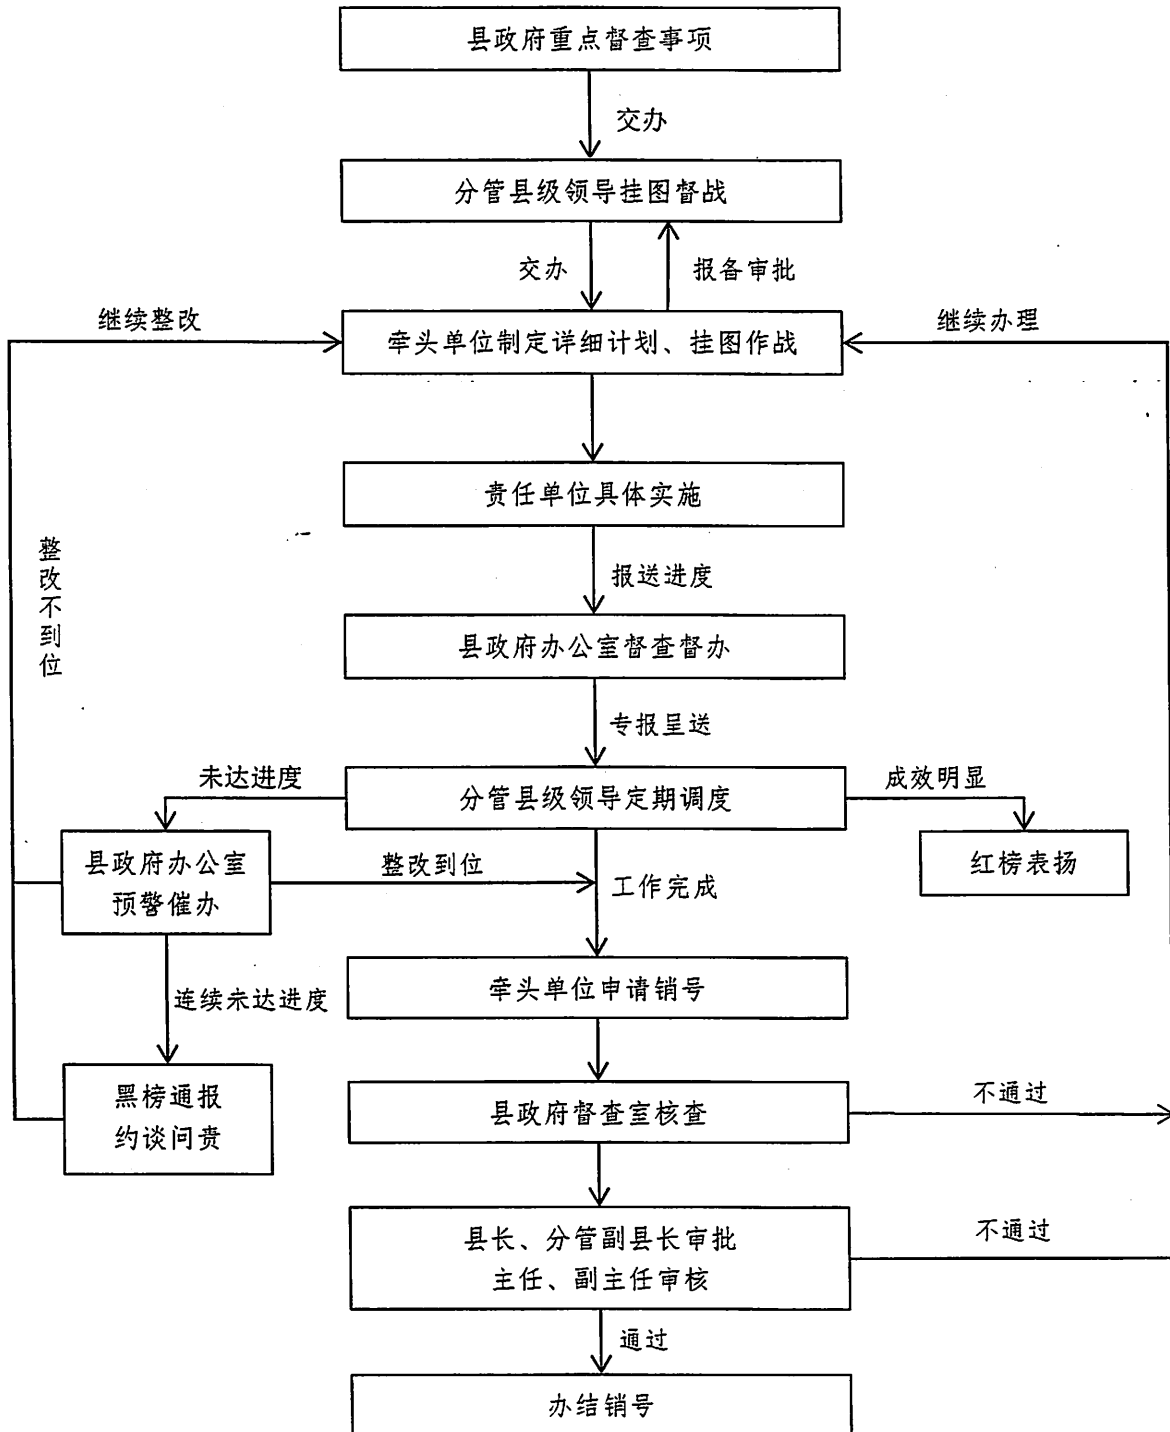 县政府重点督查事项
交办
分管县级领导挂图督战
交办
报备审批
继续整改
继续办理
牵头单位制定详细计划、挂图作战
责任单位具体实施
整改不到位
报送进度
县政府办公室督查督办
专报呈送
未达进度
成效明显
分管县级领导定期调度
县政府办公室
预警催办
整改到位
工作完成
红榜表扬
牵头单位申请销号
连续未达进度
黑榜通报
约谈问责
县政府督查室核查
不通过
县长、分管副县长审批
主任、副主任审核
不通过
通过
办结销号